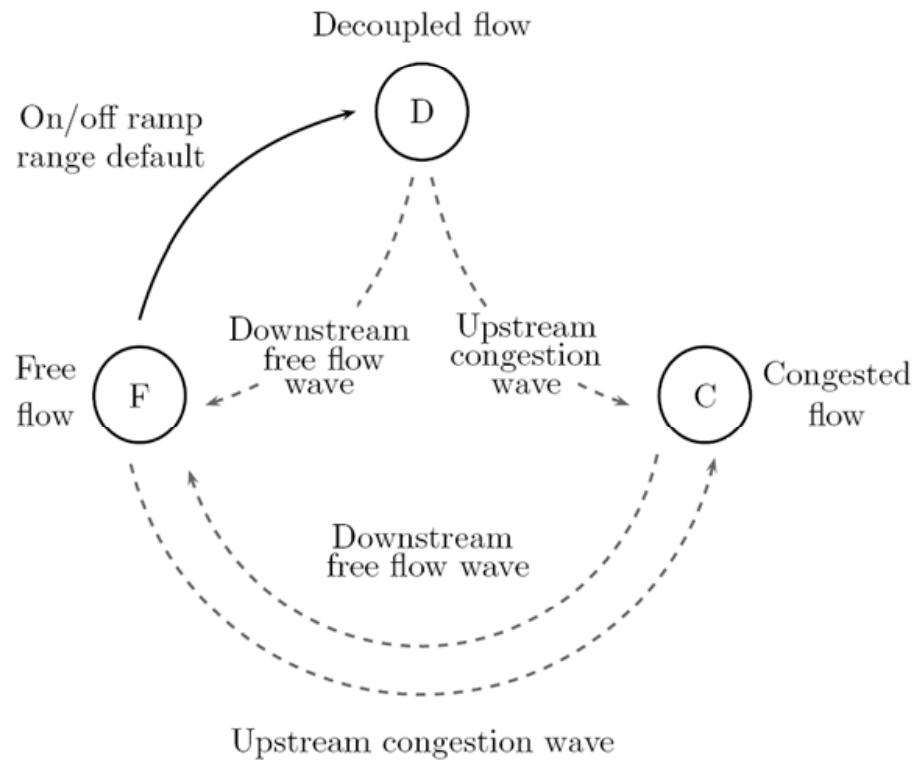 Decoupled flow
D
On/off ramp
range default
Downstream
free flow
wave
Upstream
congestion
wave
Free
flow
F
C
Congested
flow
Downstream
free flow wave
Upstream congestion wave